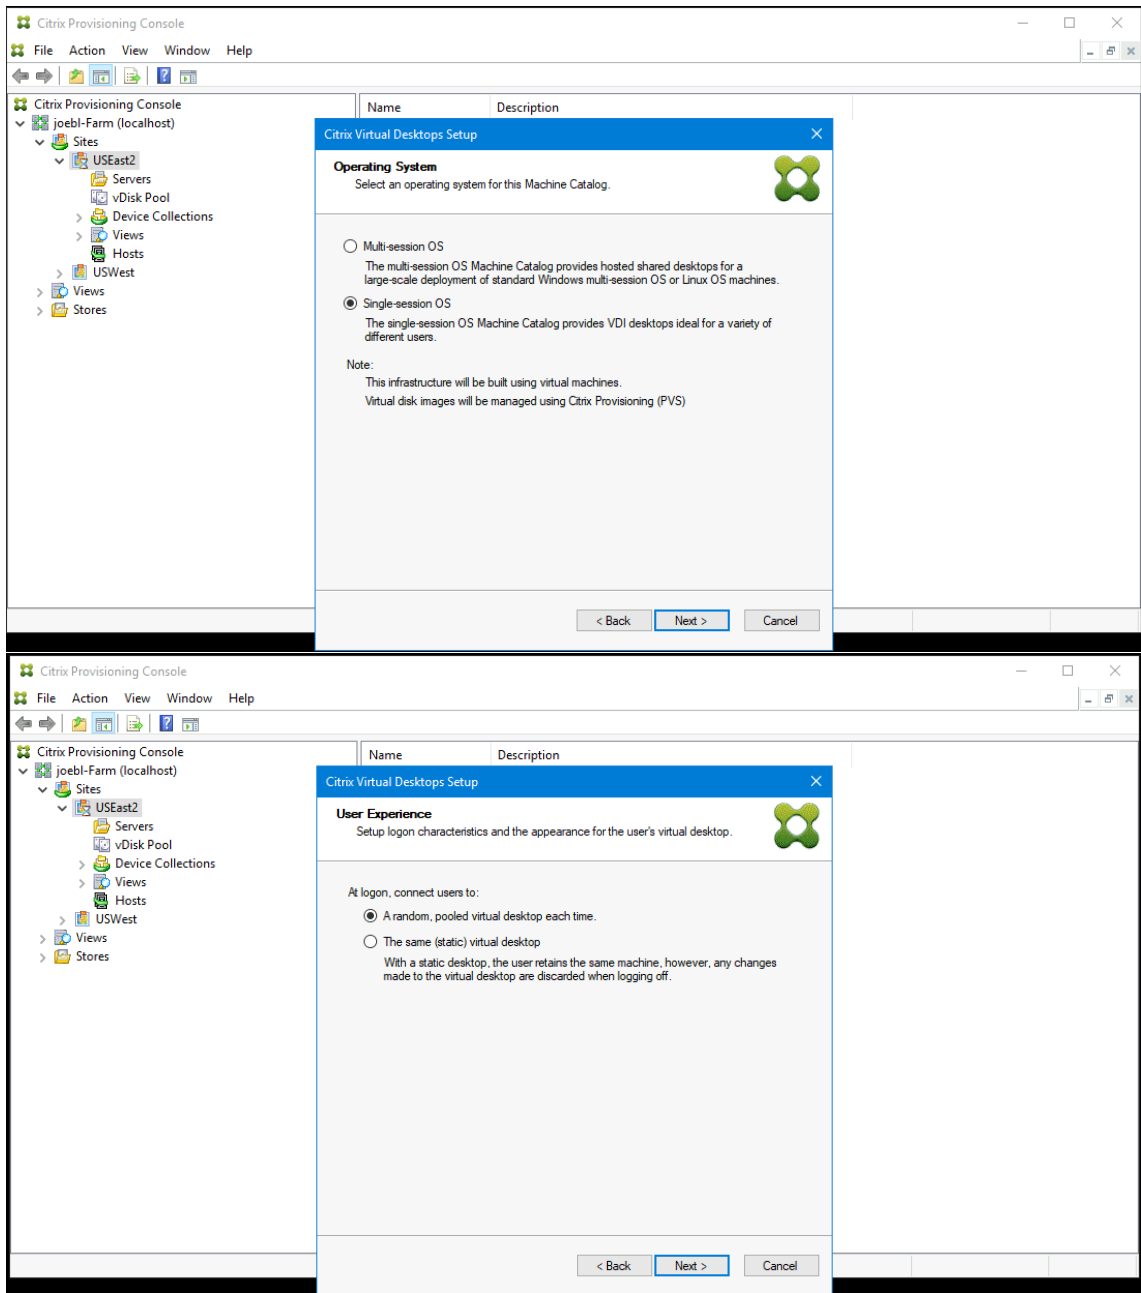 Citrix Provisioning Console
File Action View Window Help
Citrix Provisioning Console
joebl-Farm (localhost)
Sites
USEast2
Servers
vDisk Pool
Device Collections
Views
Hosts
USWest
Views
Stores
Name Description
Citrix Virtual Desktops Setup
Operating System
Select an operating system for this Machine Catalog.
Multi-session OS
The multi-session OS Machine Catalog provides hosted shared desktops for a
large-scale deployment of standard Windows multi-session OS or Linux OS machines.
Single-session OS
The single-session OS Machine Catalog provides VDI desktops ideal for a variety of
different users.
Note:
This infrastructure will be built using virtual machines.
Virtual disk images will be managed using Citrix Provisioning (PVS)
< Back Next > Cancel
Citrix Provisioning Console
File Action View Window Help
Citrix Provisioning Console
joebl-Farm (localhost)
Sites
USEast2
Servers
vDisk Pool
Device Collections
Views
Hosts
USWest
Views
Stores
Name Description
Citrix Virtual Desktops Setup
User Experience
Setup logon characteristics and the appearance for the user's virtual desktop.
At logon, connect users to:
A random, pooled virtual desktop each time.
The same (static) virtual desktop
With a static desktop, the user retains the same machine, however, any changes
made to the virtual desktop are discarded when logging off.
< Back Next > Cancel